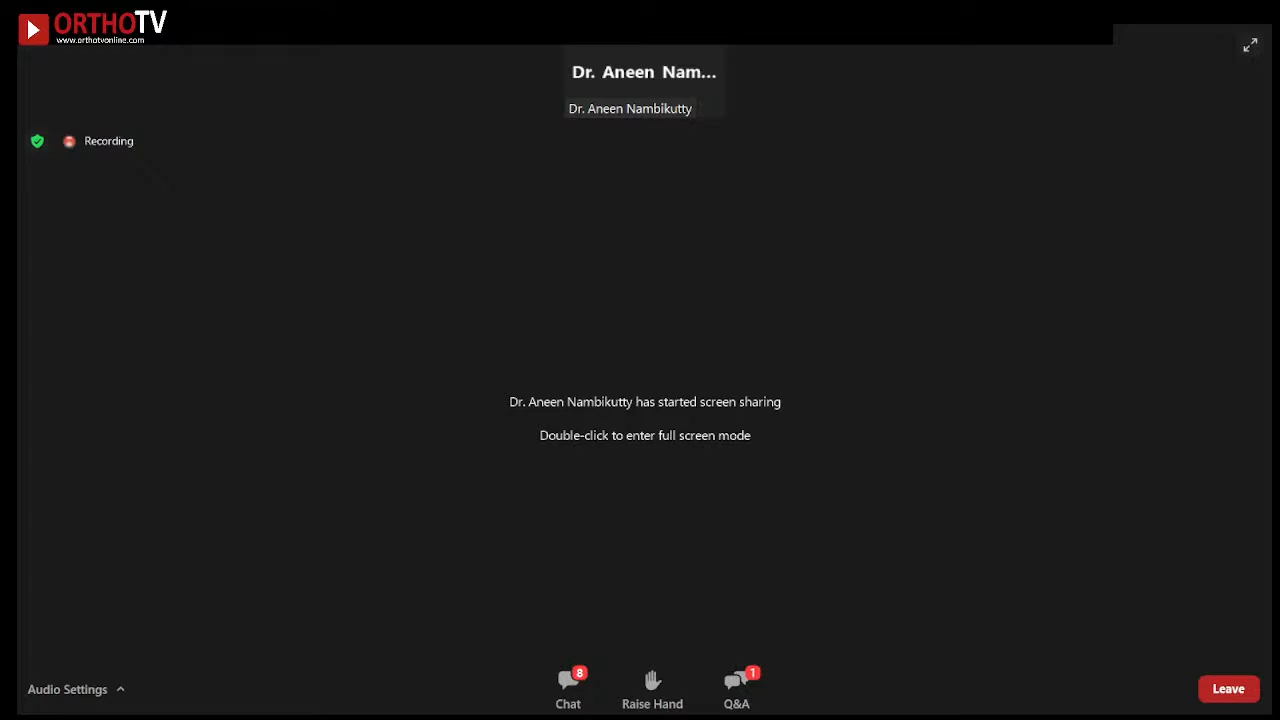 ORTHOTV
www.orthotvonline.com
Dr. Aneen Nam...
Dr. Aneen Nambikutty
Recording
Dr. Aneen Nambikutty has started screen sharing
Double-click to enter full screen mode
Audio Settings
8
Chat
Raise Hand
1
Q&A
Leave